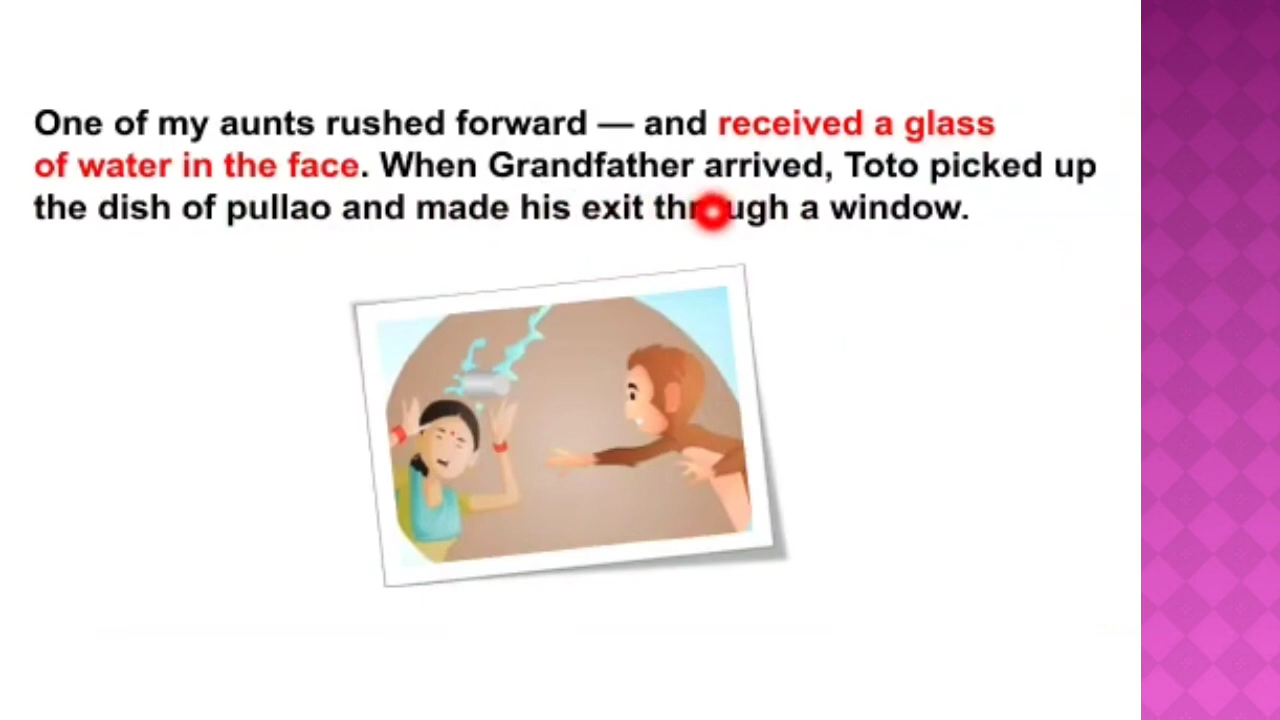 One of my aunts rushed forward — and received a glass
of water in the face. When Grandfather arrived, Toto picked up
the dish of pullao and made his exit through a window.